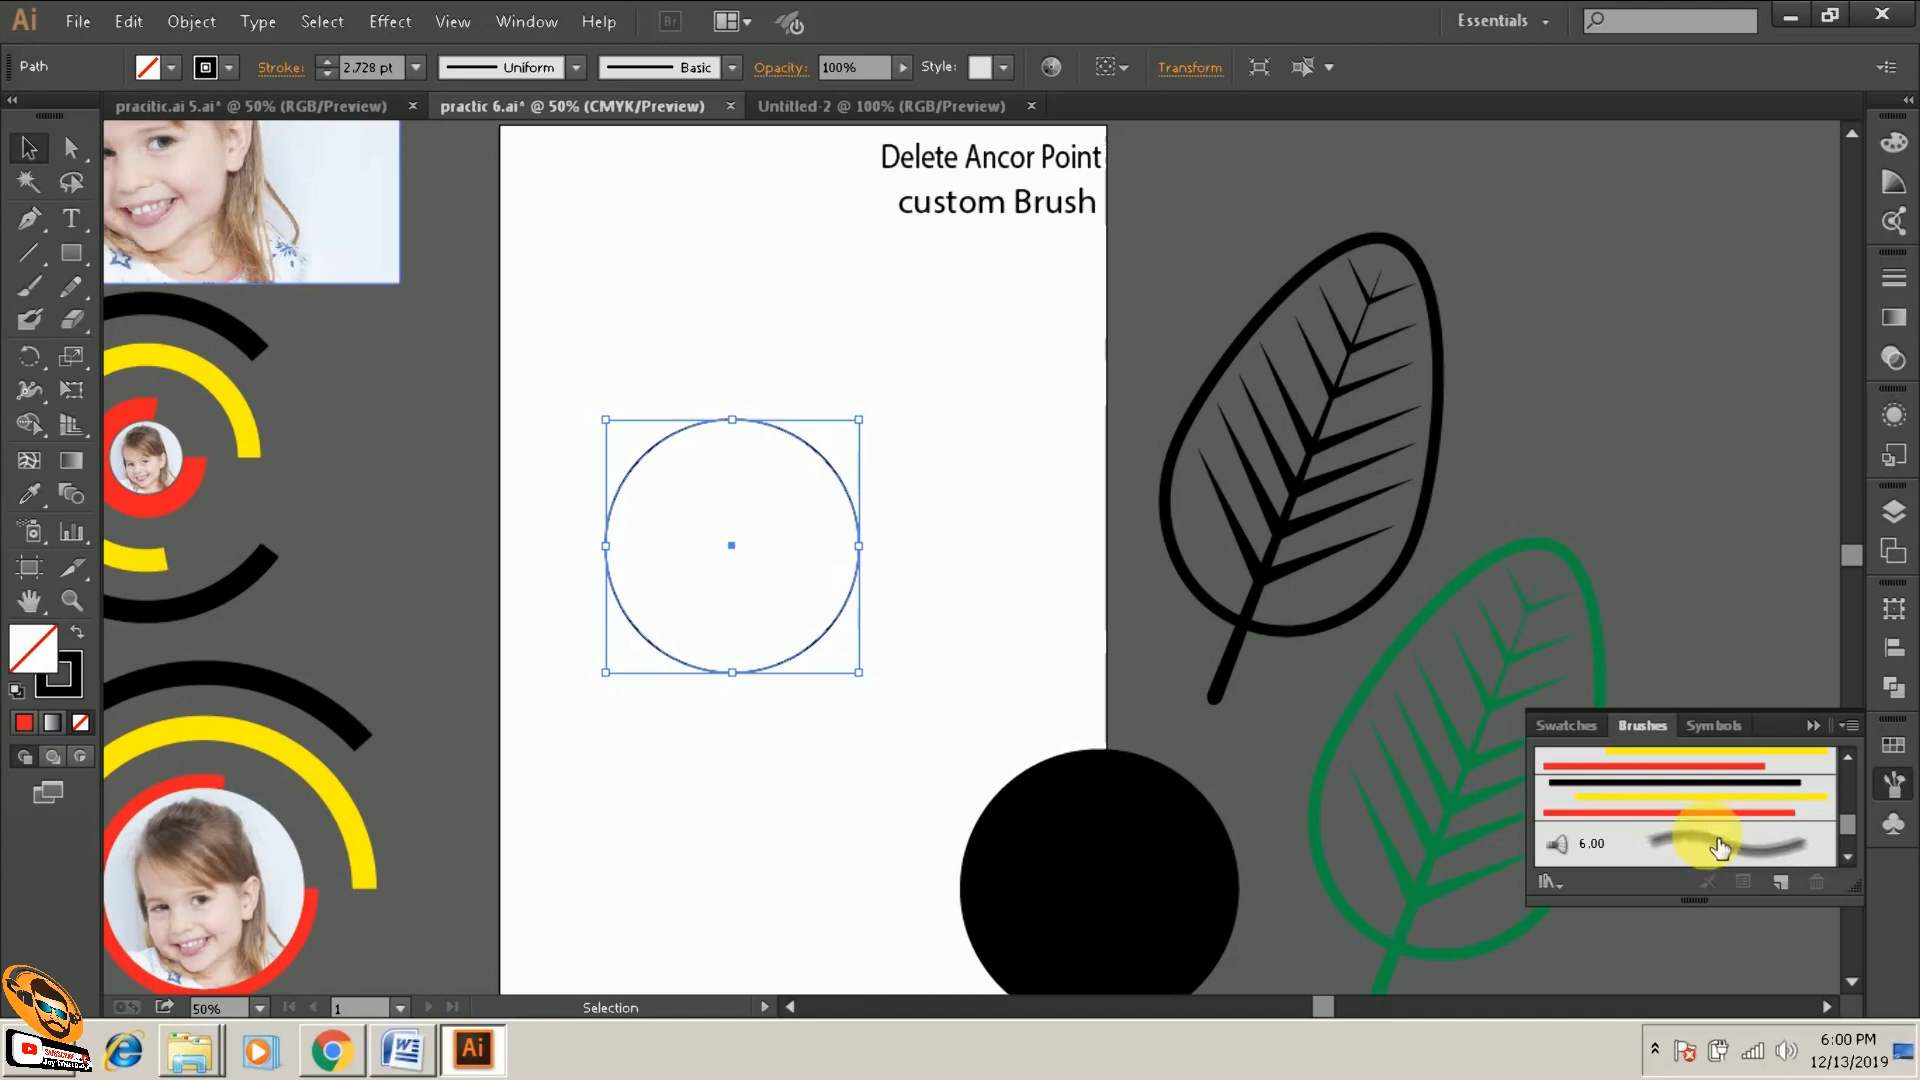 Ai File Edit Object Type Select Effect View Window Help Br Essentials
Path Stroke: 2.728 pt Uniform Basic Opacity: 100% Style: Transform
pracitic.ai 5.ai* @ 50% (RGB/Preview) practic 6.ai* @ 50% (CMYK/Preview) Untitled-2 @ 100% (RGB/Preview)
Delete Ancor Point
custom Brush
T
Swatches Brushes Symbols
6.00
50% 1 Selection
Ai
6:00 PM
12/13/2019